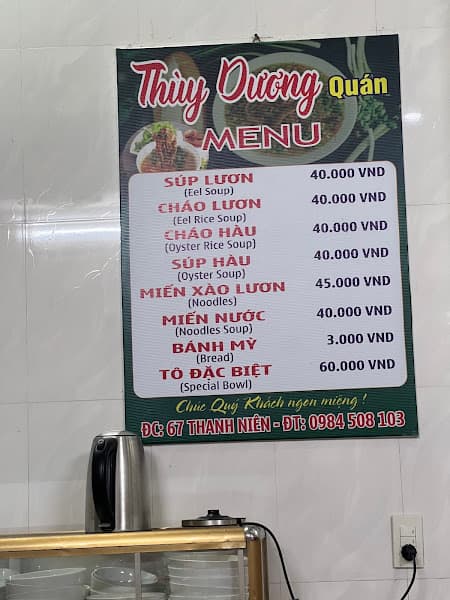 Thùy Dương Quán
MENU
SÚP LƯƠN 40.000 VND
(Eel Soup)
CHÁO LƯƠN 40.000 VND
(Eel Rice Soup)
CHÁO HÀU 40.000 VND
(Oyster Rice Soup)
SÚP HÀU 40.000 VND
(Oyster Soup)
MIẾN XÀO LƯƠN 45.000 VND
(Noodles)
MIẾN NƯỚC 40.000 VND
(Noodles Soup)
BÁNH MỲ 3.000 VND
(Bread)
TÔ ĐẶC BIỆT 60.000 VND
(Special Bowl)
Chúc Quý Khách ngon miệng !
ĐC: 67 THANH NIÊN - ĐT: 0984 508 103